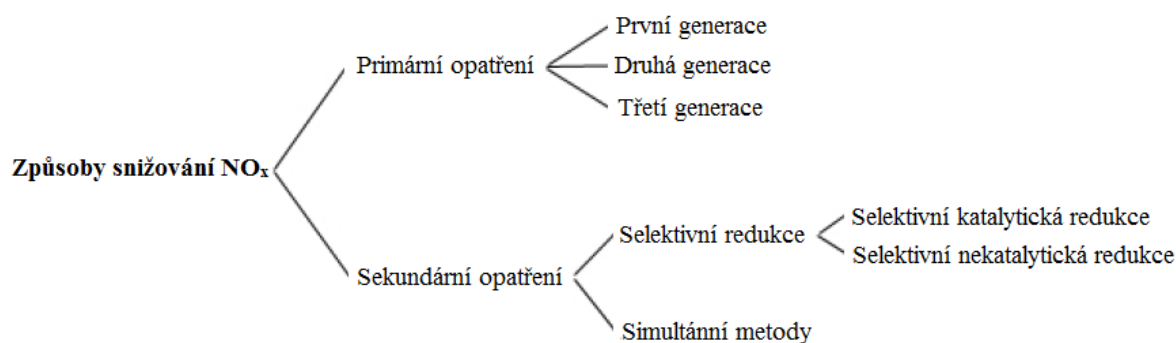 První generace
Primární opatření
Druhá generace
Třetí generace
Způsoby snižování NOₓ
Selektivní katalytická redukce
Selektivní redukce
Selektivní nekatalytická redukce
Sekundární opatření
Simultánní metody